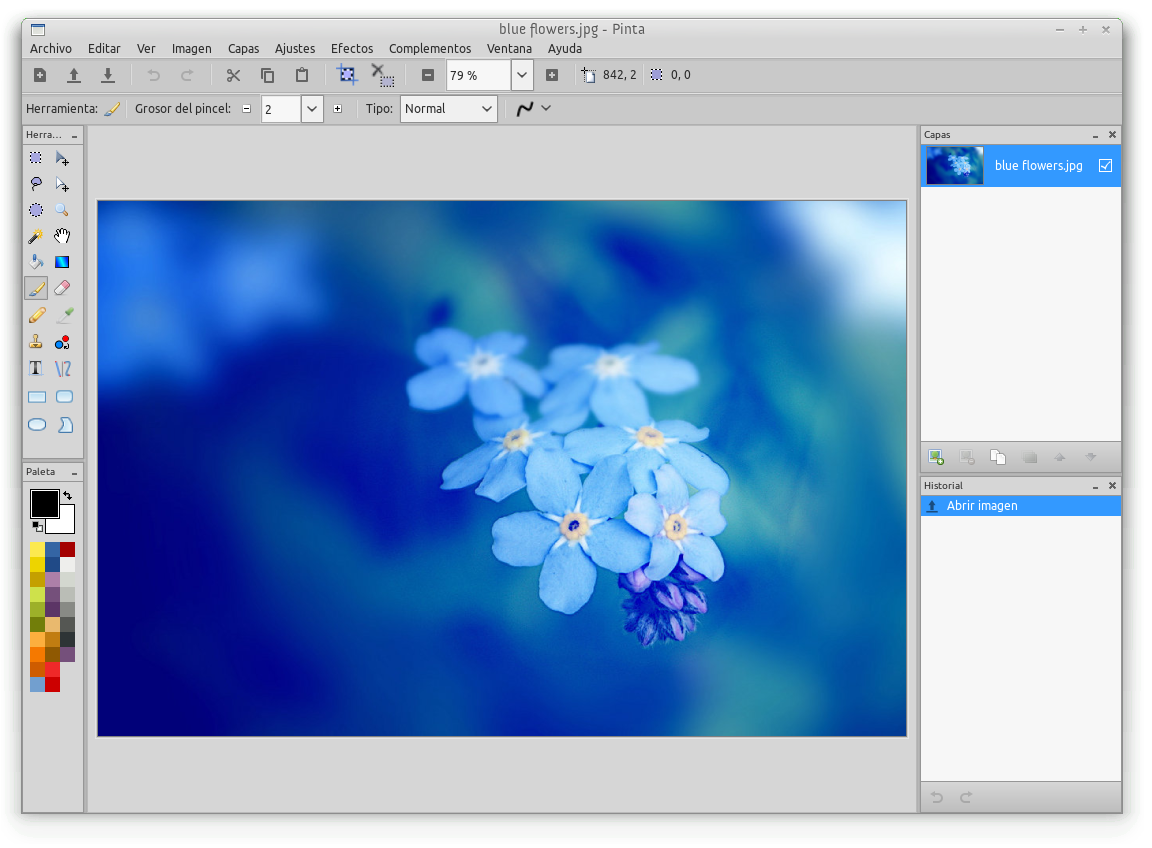 blue flowers.jpg - Pinta
Archivo Editar Ver Imagen Capas Ajustes Efectos Complementos Ventana Ayuda
79 % 842, 2 0, 0
Herramienta: Grosor del pincel: 2 Tipo: Normal
Herra...
Capas
blue flowers.jpg
Paleta
Historial
Abrir imagen